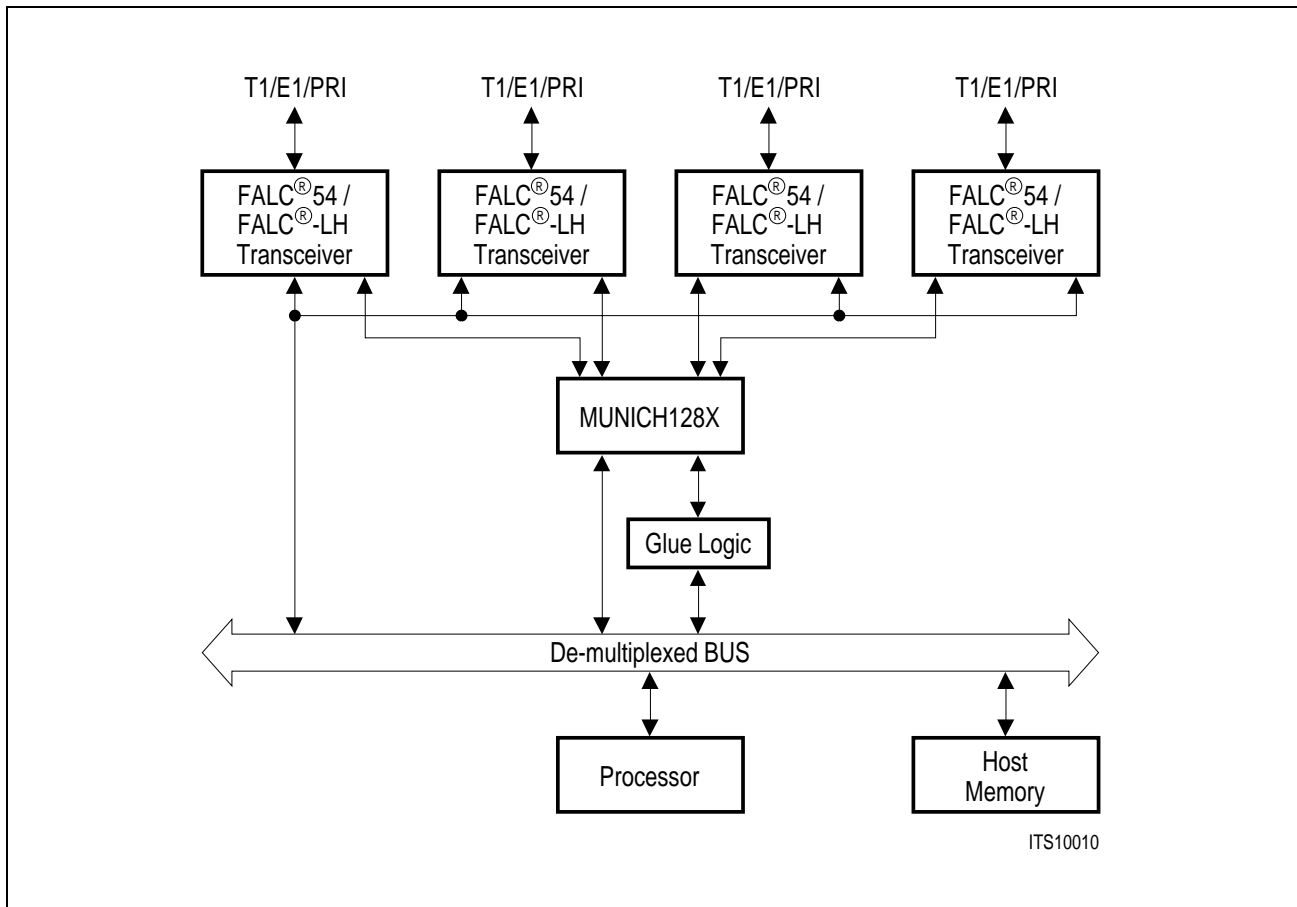 T1/E1/PRI
T1/E1/PRI
T1/E1/PRI
T1/E1/PRI
FALC®54 /
FALC®-LH
Transceiver
FALC®54 /
FALC®-LH
Transceiver
FALC®54 /
FALC®-LH
Transceiver
FALC®54 /
FALC®-LH
Transceiver
MUNICH128X
Glue Logic
De-multiplexed BUS
Processor
Host
Memory
ITS10010